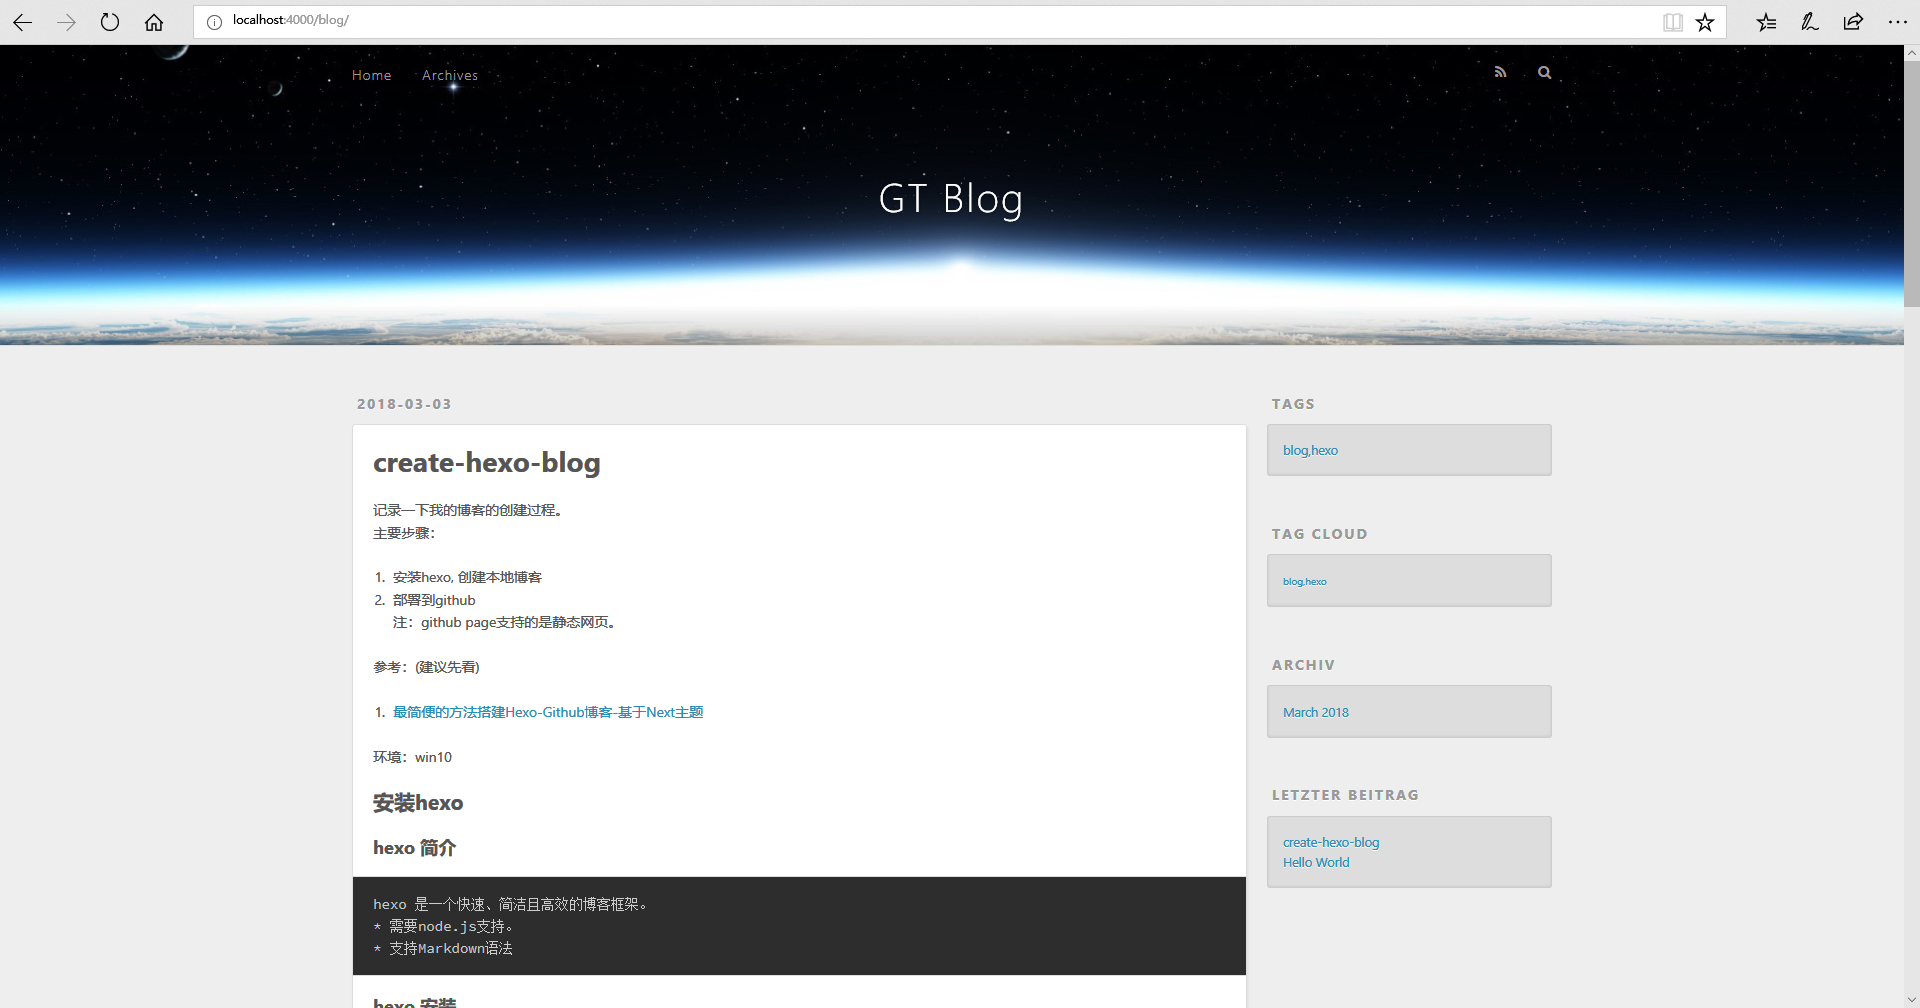 localhost:4000/blog/
Home
Archives
GT Blog
2018-03-03
create-hexo-blog
记录一下我的博客的创建过程。
主要步骤：
1. 安装hexo, 创建本地博客
2. 部署到github
注：github page支持的是静态网页。
参考：(建议先看)
1. 最简便的方法搭建Hexo-Github博客-基于Next主题
环境：win10
安装hexo
hexo 简介
hexo 是一个快速、简洁且高效的博客框架。
* 需要node.js支持。
* 支持Markdown语法
hexo 安装
TAGS
blog,hexo
TAG CLOUD
blog,hexo
ARCHIV
March 2018
LETZTER BEITRAG
create-hexo-blog
Hello World